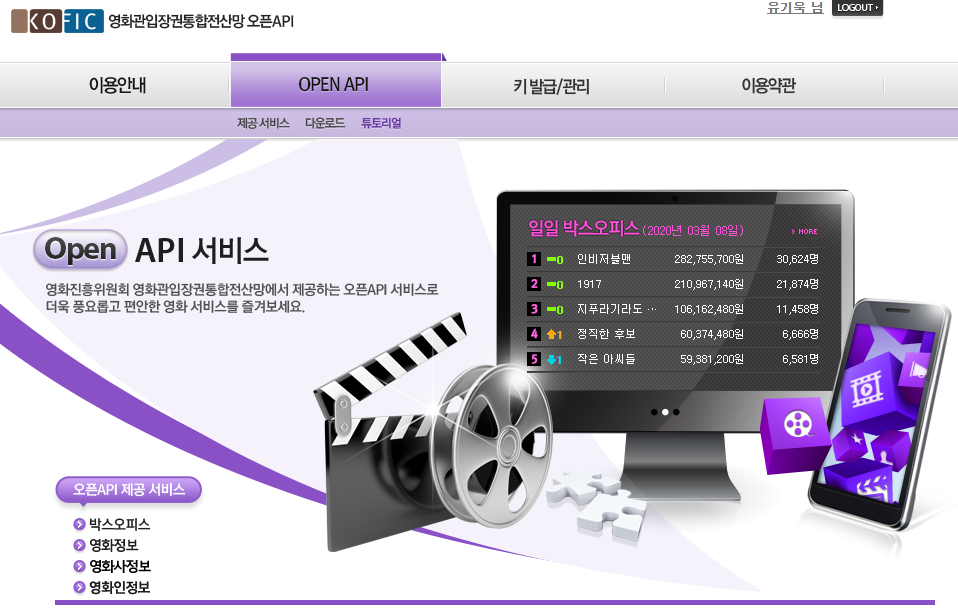 KOFIC 영화관입장권통합전산망 오픈API
유기욱 님 LOGOUT
이용안내 OPEN API 키 발급/관리 이용약관
제공 서비스 다운로드 튜토리얼
Open API 서비스
영화진흥위원회 영화관입장권통합전산망에서 제공하는 오픈API 서비스로
더욱 풍요롭고 편안한 영화 서비스를 즐겨보세요.
일일 박스오피스 (2020년 03월 08일) MORE
1 0 인비저블맨 282,755,700원 30,624명
2 0 1917 210,967,140원 21,874명
3 0 지푸라기라도 … 106,162,480원 11,458명
4 1 정직한 후보 60,374,480원 6,666명
5 1 작은 아씨들 59,381,200원 6,581명
오픈API 제공 서비스
박스오피스
영화정보
영화사정보
영화인정보